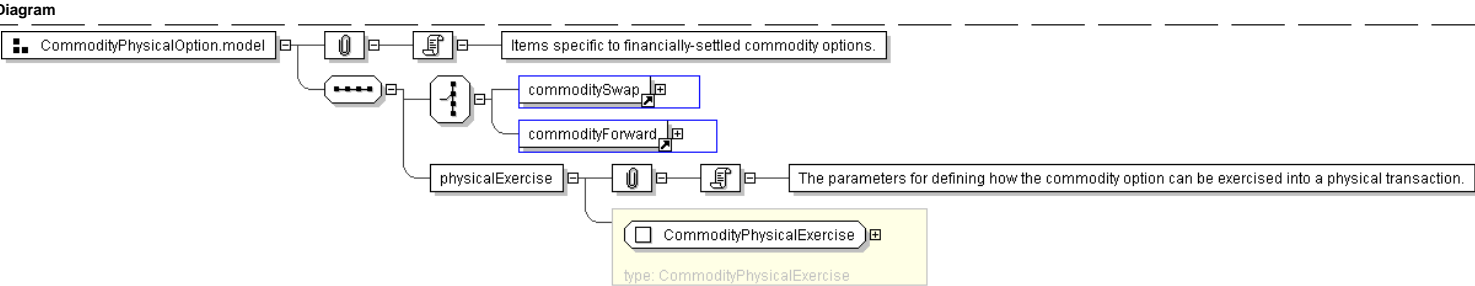 Diagram
CommodityPhysicalOption.model
Items specific to financially-settled commodity options.
commoditySwap
commodityForward
physicalExercise
The parameters for defining how the commodity option can be exercised into a physical transaction.
CommodityPhysicalExercise
type: CommodityPhysicalExercise